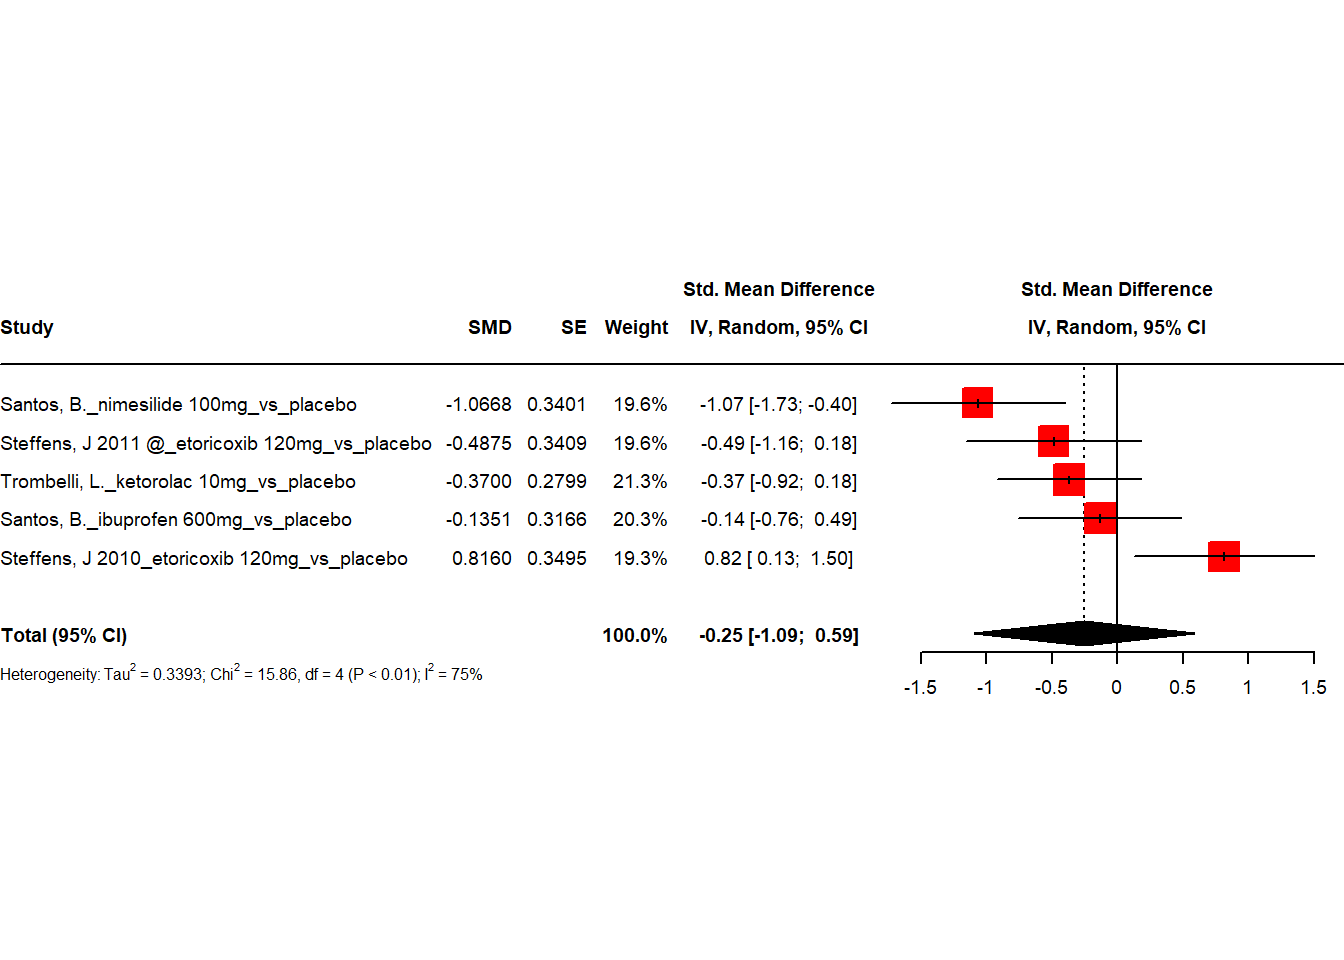 Std. Mean Difference Std. Mean Difference
Study SMD SE Weight IV, Random, 95% CI IV, Random, 95% CI
Santos, B._nimesilide 100mg_vs_placebo -1.0668 0.3401 19.6% -1.07 [-1.73; -0.40]
Steffens, J 2011 @_etoricoxib 120mg_vs_placebo -0.4875 0.3409 19.6% -0.49 [-1.16; 0.18]
Trombelli, L._ketorolac 10mg_vs_placebo -0.3700 0.2799 21.3% -0.37 [-0.92; 0.18]
Santos, B._ibuprofen 600mg_vs_placebo -0.1351 0.3166 20.3% -0.14 [-0.76; 0.49]
Steffens, J 2010_etoricoxib 120mg_vs_placebo 0.8160 0.3495 19.3% 0.82 [ 0.13; 1.50]
Total (95% CI) 100.0% -0.25 [-1.09; 0.59]
Heterogeneity: Tau² = 0.3393; Chi² = 15.86, df = 4 (P < 0.01); I² = 75%
-1.5 -1 -0.5 0 0.5 1 1.5